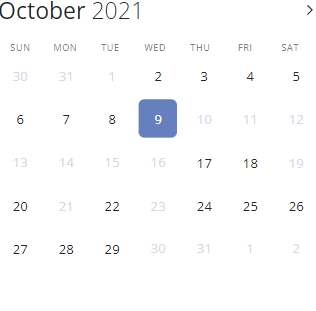 October 2021
SUN MON TUE WED THU FRI SAT
30 31 1 2 3 4 5
6 7 8 9 10 11 12
13 14 15 16 17 18 19
20 21 22 23 24 25 26
27 28 29 30 31 1 2